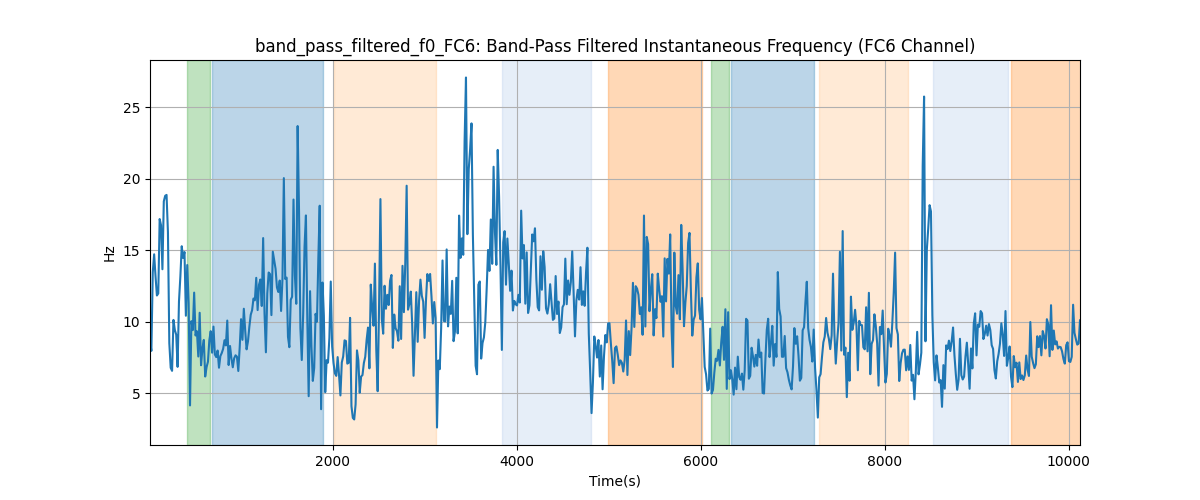 band_pass_filtered_f0_FC6: Band-Pass Filtered Instantaneous Frequency (FC6 Channel)
25
20
15
10
5
Hz
2000 4000 6000 8000 10000
Time(s)